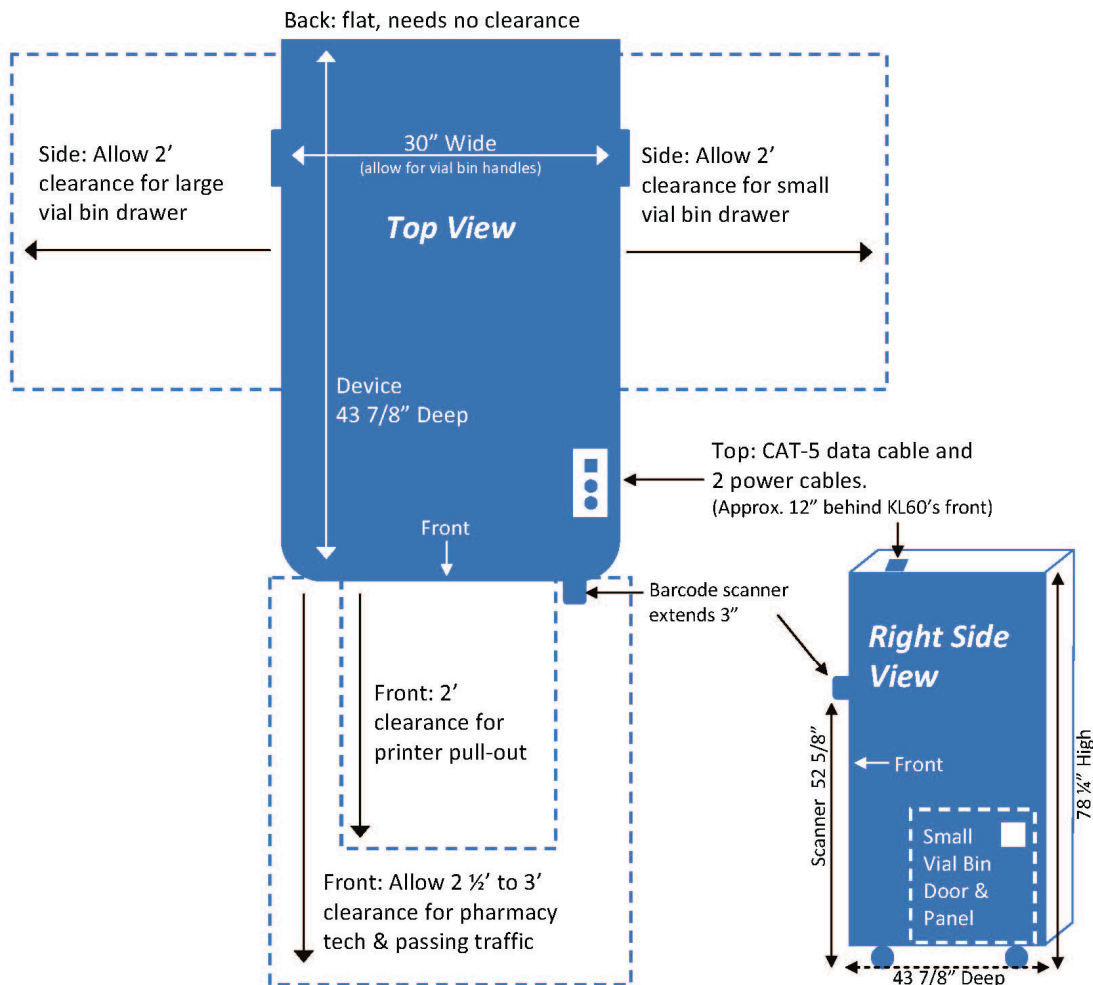 Back: flat, needs no clearance
30” Wide
(allow for vial bin handles)
Side: Allow 2’
clearance for large
vial bin drawer
Side: Allow 2’
clearance for small
vial bin drawer
Top View
Device
43 7/8” Deep
Top: CAT-5 data cable and
2 power cables.
(Approx. 12” behind KL60’s front)
Front
Barcode scanner
extends 3”
Right Side
View
Front: 2’
clearance for
printer pull-out
Front
Scanner 52 5/8”
78 ¼” High
Small
Vial Bin
Door &
Panel
Front: Allow 2 ½’ to 3’
clearance for pharmacy
tech & passing traffic
43 7/8” Deep